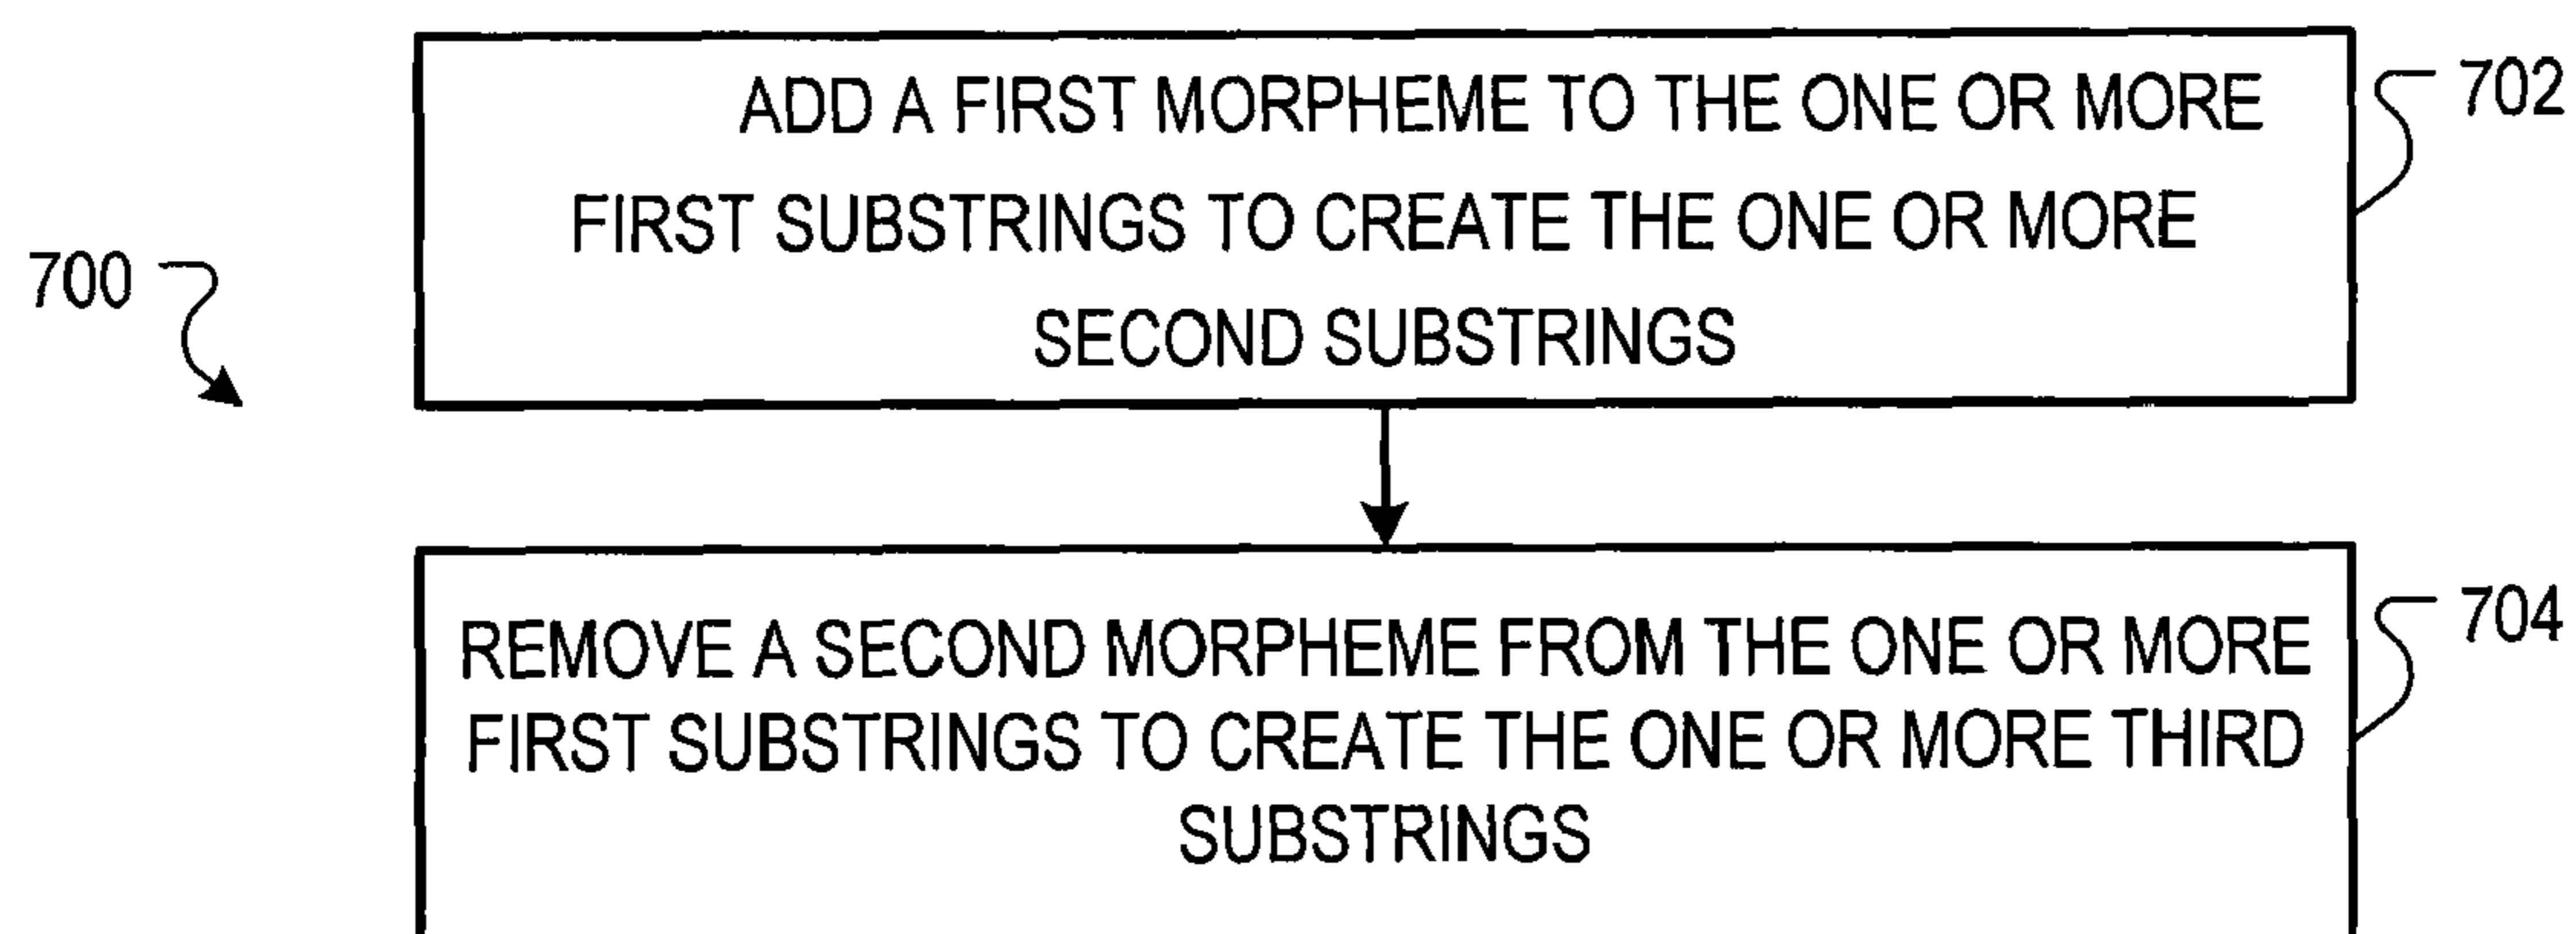 ADD A FIRST MORPHEME TO THE ONE OR MORE
702
FIRST SUBSTRINGS TO CREATE THE ONE OR MORE
700
SECOND SUBSTRINGS
REMOVE A SECOND MORPHEME FROM THE ONE OR MORE
704
FIRST SUBSTRINGS TO CREATE THE ONE OR MORE THIRD
SUBSTRINGS